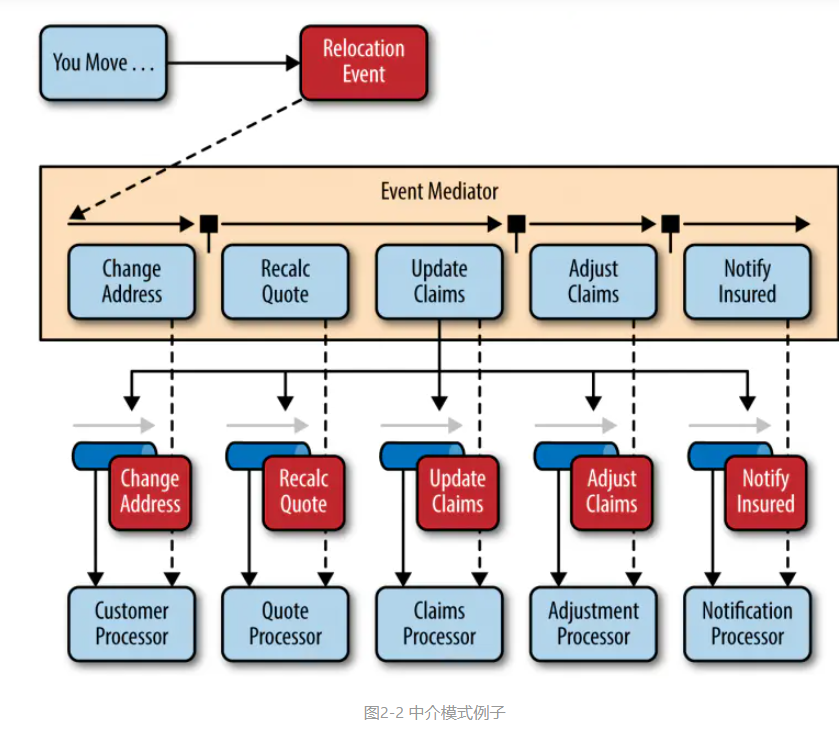 You Move . . .
Relocation
Event
Event Mediator
Change
Address
Recalc
Quote
Update
Claims
Adjust
Claims
Notify
Insured
Change
Address
Recalc
Quote
Update
Claims
Adjust
Claims
Notify
Insured
Customer
Processor
Quote
Processor
Claims
Processor
Adjustment
Processor
Notification
Processor
图2-2 中介模式例子